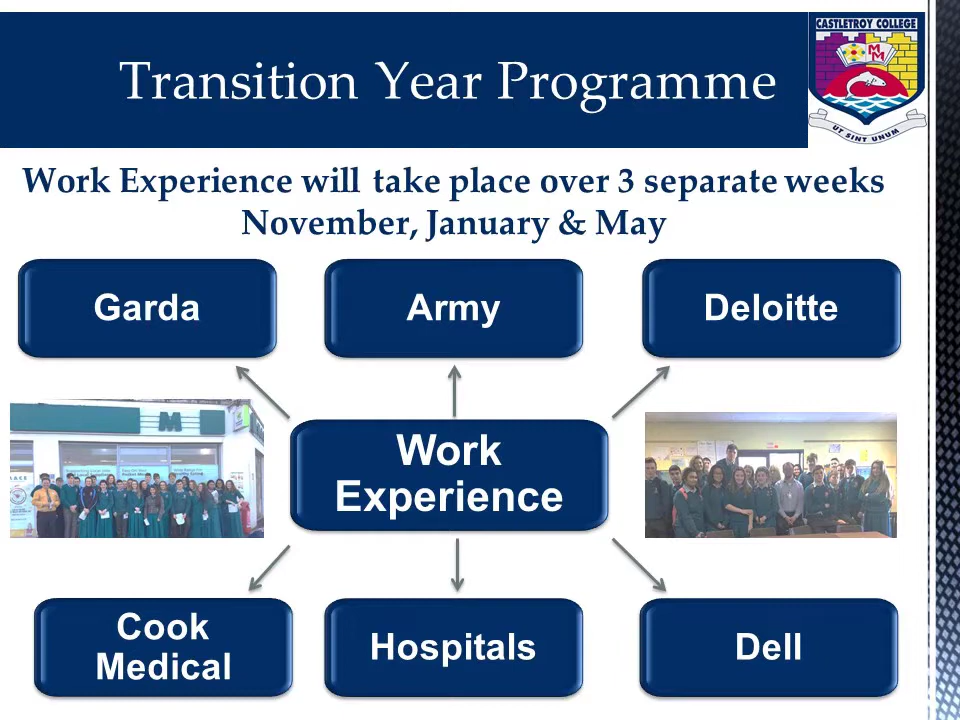 Transition Year Programme
CASTLETROY COLLEGE
MM
UT SINT UNUM
Work Experience will take place over 3 separate weeks
November, January & May
Garda
Army
Deloitte
M
Work
Experience
Cook
Medical
Hospitals
Dell